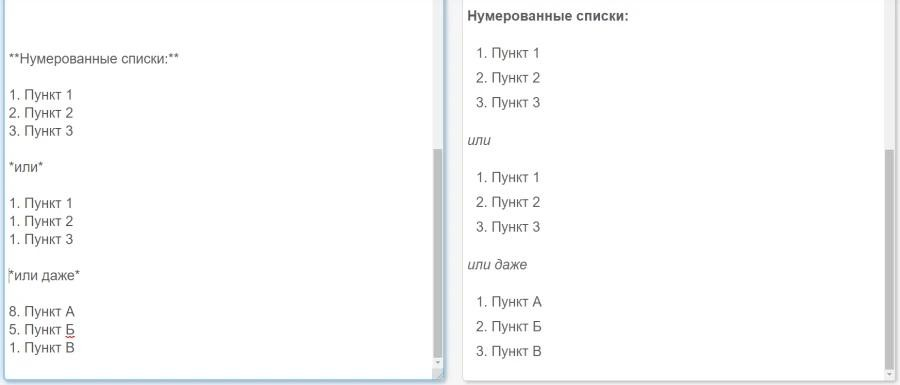 **Нумерованные списки:**
1. Пункт 1
2. Пункт 2
3. Пункт 3
*или*
1. Пункт 1
1. Пункт 2
1. Пункт 3
*или даже*
8. Пункт А
5. Пункт Б
1. Пункт В
Нумерованные списки:
1. Пункт 1
2. Пункт 2
3. Пункт 3
или
1. Пункт 1
2. Пункт 2
3. Пункт 3
или даже
1. Пункт А
2. Пункт Б
3. Пункт В